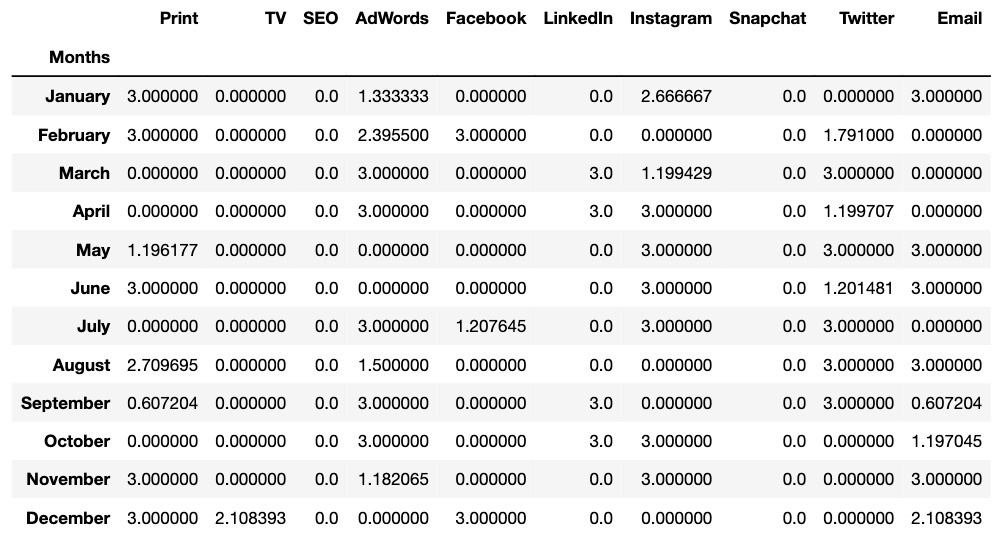 Print TV SEO AdWords Facebook LinkedIn Instagram Snapchat Twitter Email
Months
January 3.000000 0.000000 0.0 1.333333 0.000000 0.0 2.666667 0.0 0.000000 3.000000
February 3.000000 0.000000 0.0 2.395500 3.000000 0.0 0.000000 0.0 1.791000 0.000000
March 0.000000 0.000000 0.0 3.000000 0.000000 3.0 1.199429 0.0 3.000000 0.000000
April 0.000000 0.000000 0.0 3.000000 0.000000 3.0 3.000000 0.0 1.199707 0.000000
May 1.196177 0.000000 0.0 0.000000 0.000000 0.0 3.000000 0.0 3.000000 3.000000
June 3.000000 0.000000 0.0 0.000000 0.000000 0.0 3.000000 0.0 1.201481 3.000000
July 0.000000 0.000000 0.0 3.000000 1.207645 0.0 3.000000 0.0 3.000000 0.000000
August 2.709695 0.000000 0.0 1.500000 0.000000 0.0 0.000000 0.0 3.000000 3.000000
September 0.607204 0.000000 0.0 3.000000 0.000000 3.0 0.000000 0.0 3.000000 0.607204
October 0.000000 0.000000 0.0 3.000000 0.000000 3.0 3.000000 0.0 0.000000 1.197045
November 3.000000 0.000000 0.0 1.182065 0.000000 0.0 3.000000 0.0 0.000000 3.000000
December 3.000000 2.108393 0.0 0.000000 3.000000 0.0 0.000000 0.0 0.000000 2.108393